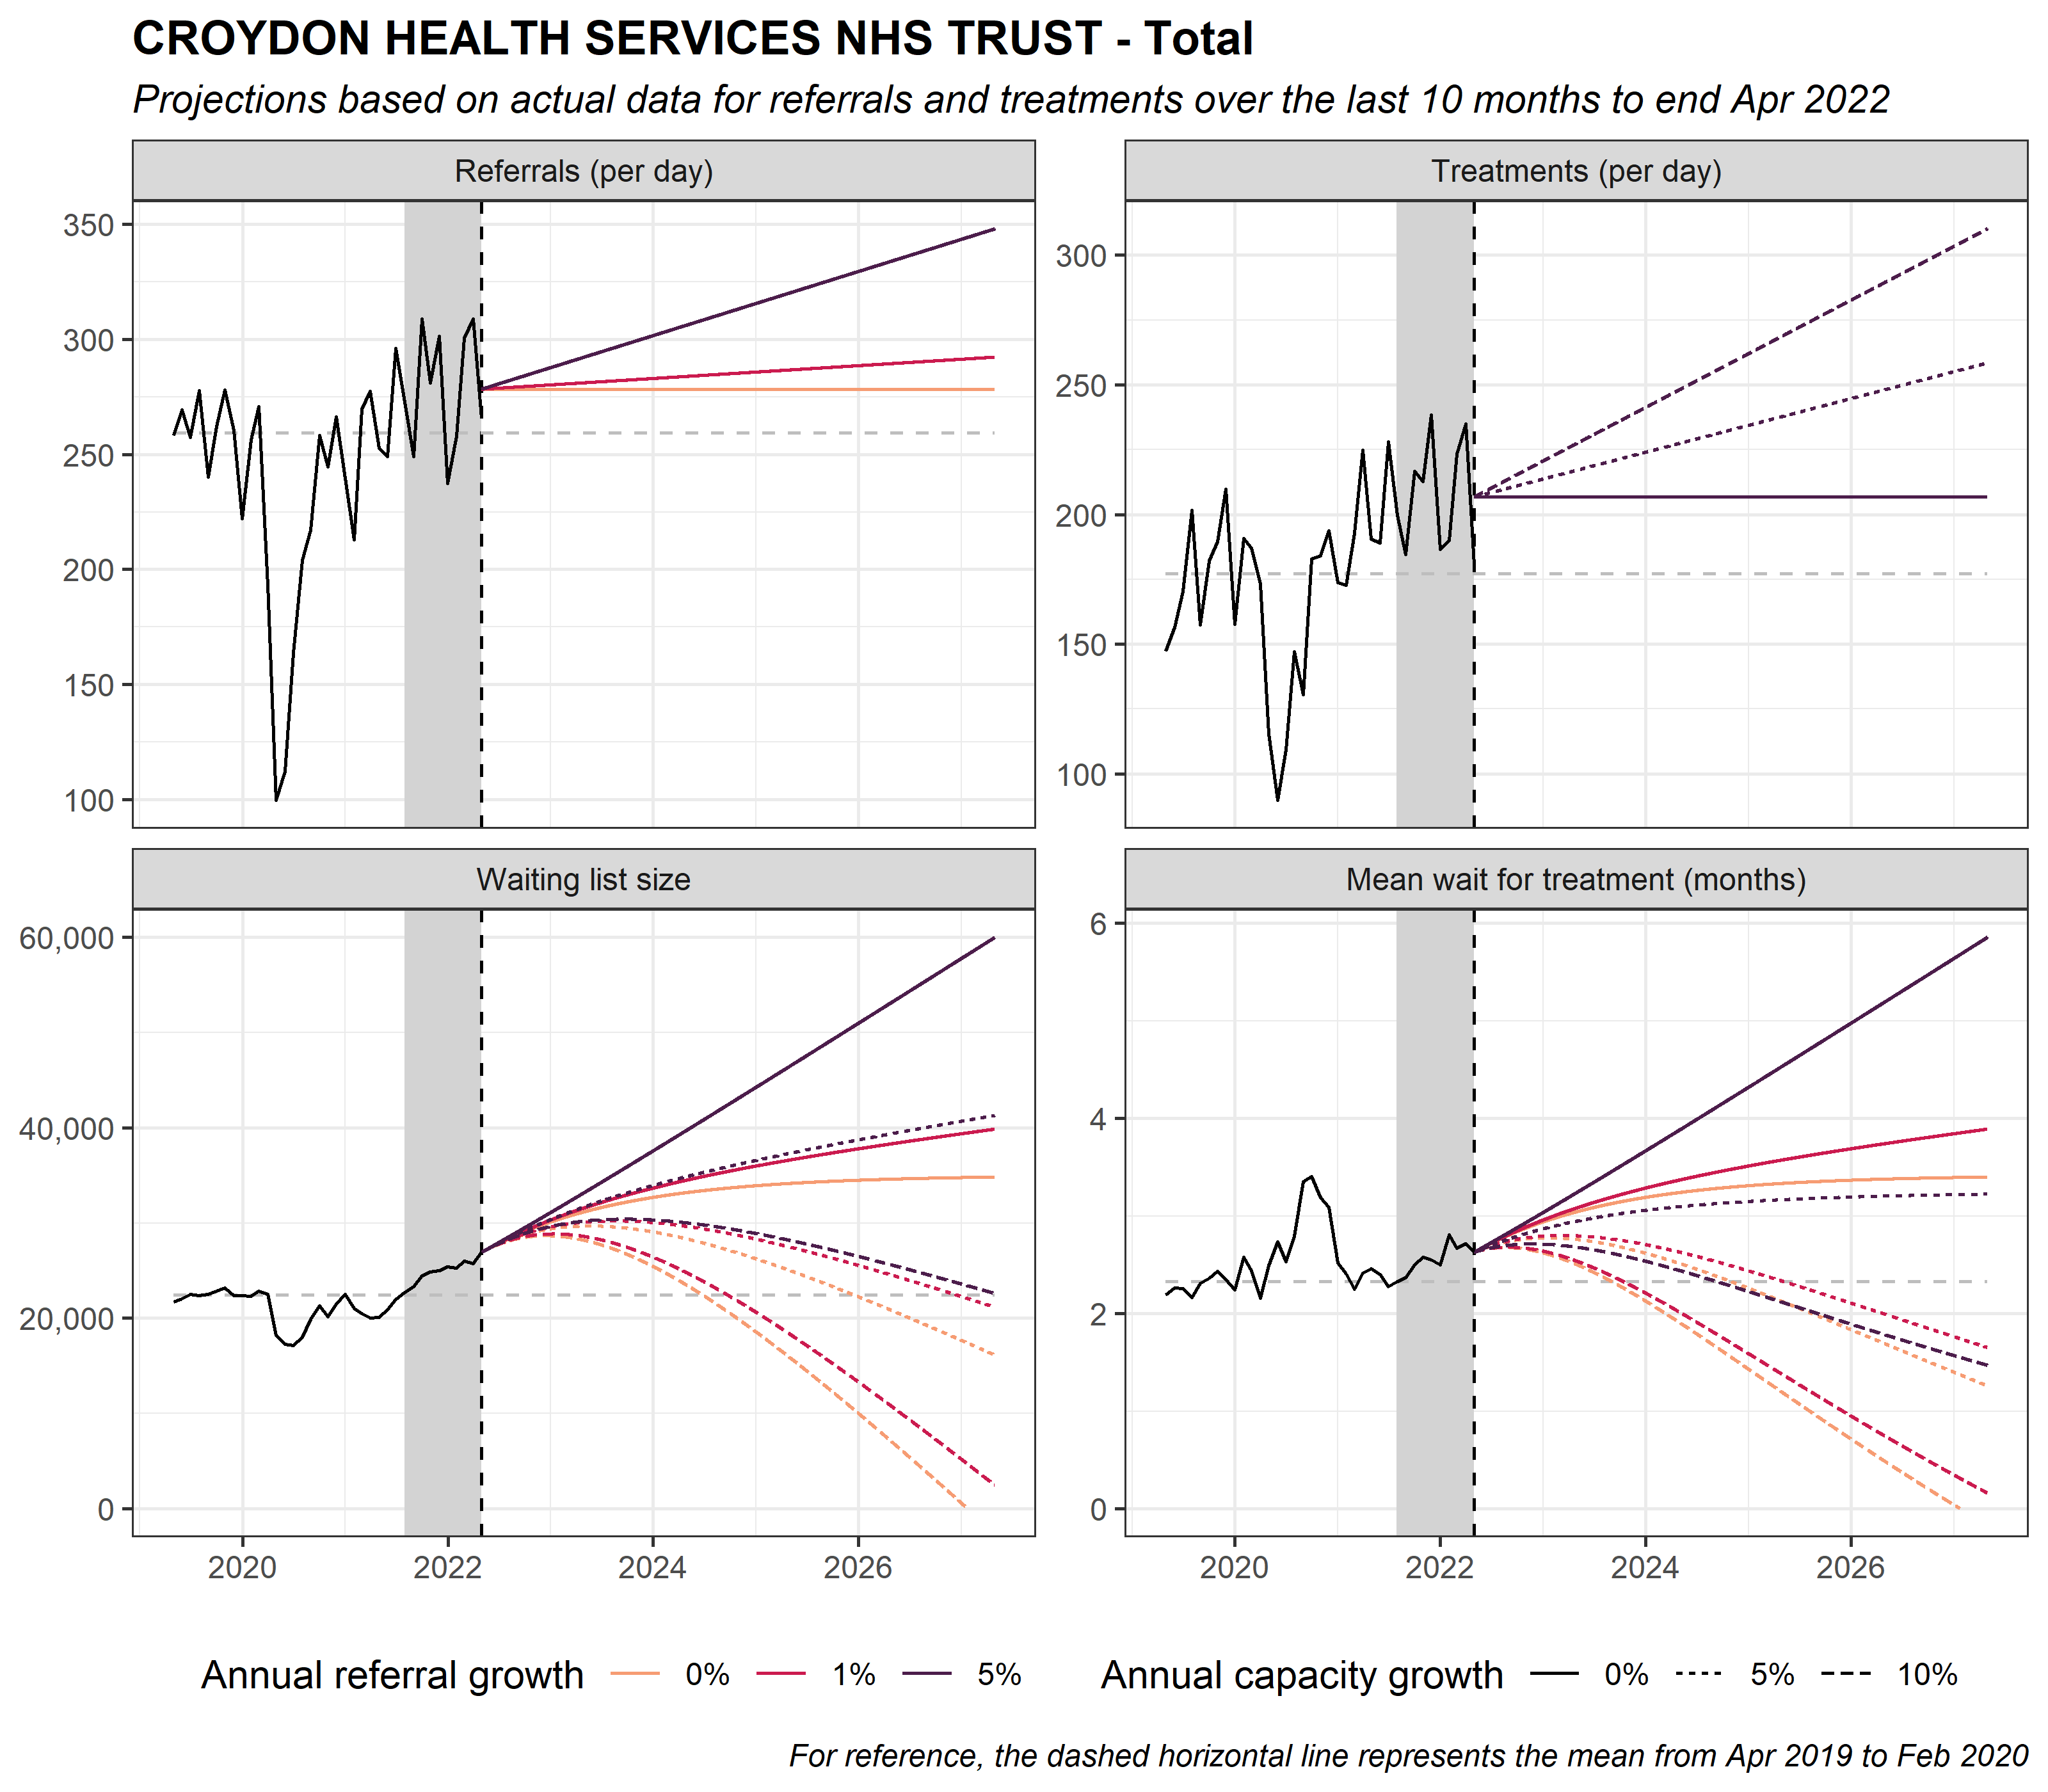 CROYDON HEALTH SERVICES NHS TRUST - Total
Projections based on actual data for referrals and treatments over the last 10 months to end Apr 2022
Referrals (per day)
350
300
250
200
150
100
Treatments (per day)
300
250
200
150
100
Waiting list size
60,000
40,000
20,000
0
2020 2022 2024 2026
Mean wait for treatment (months)
6
4
2
0
2020 2022 2024 2026
Annual referral growth 0% 1% 5%
Annual capacity growth 0% 5% 10%
For reference, the dashed horizontal line represents the mean from Apr 2019 to Feb 2020